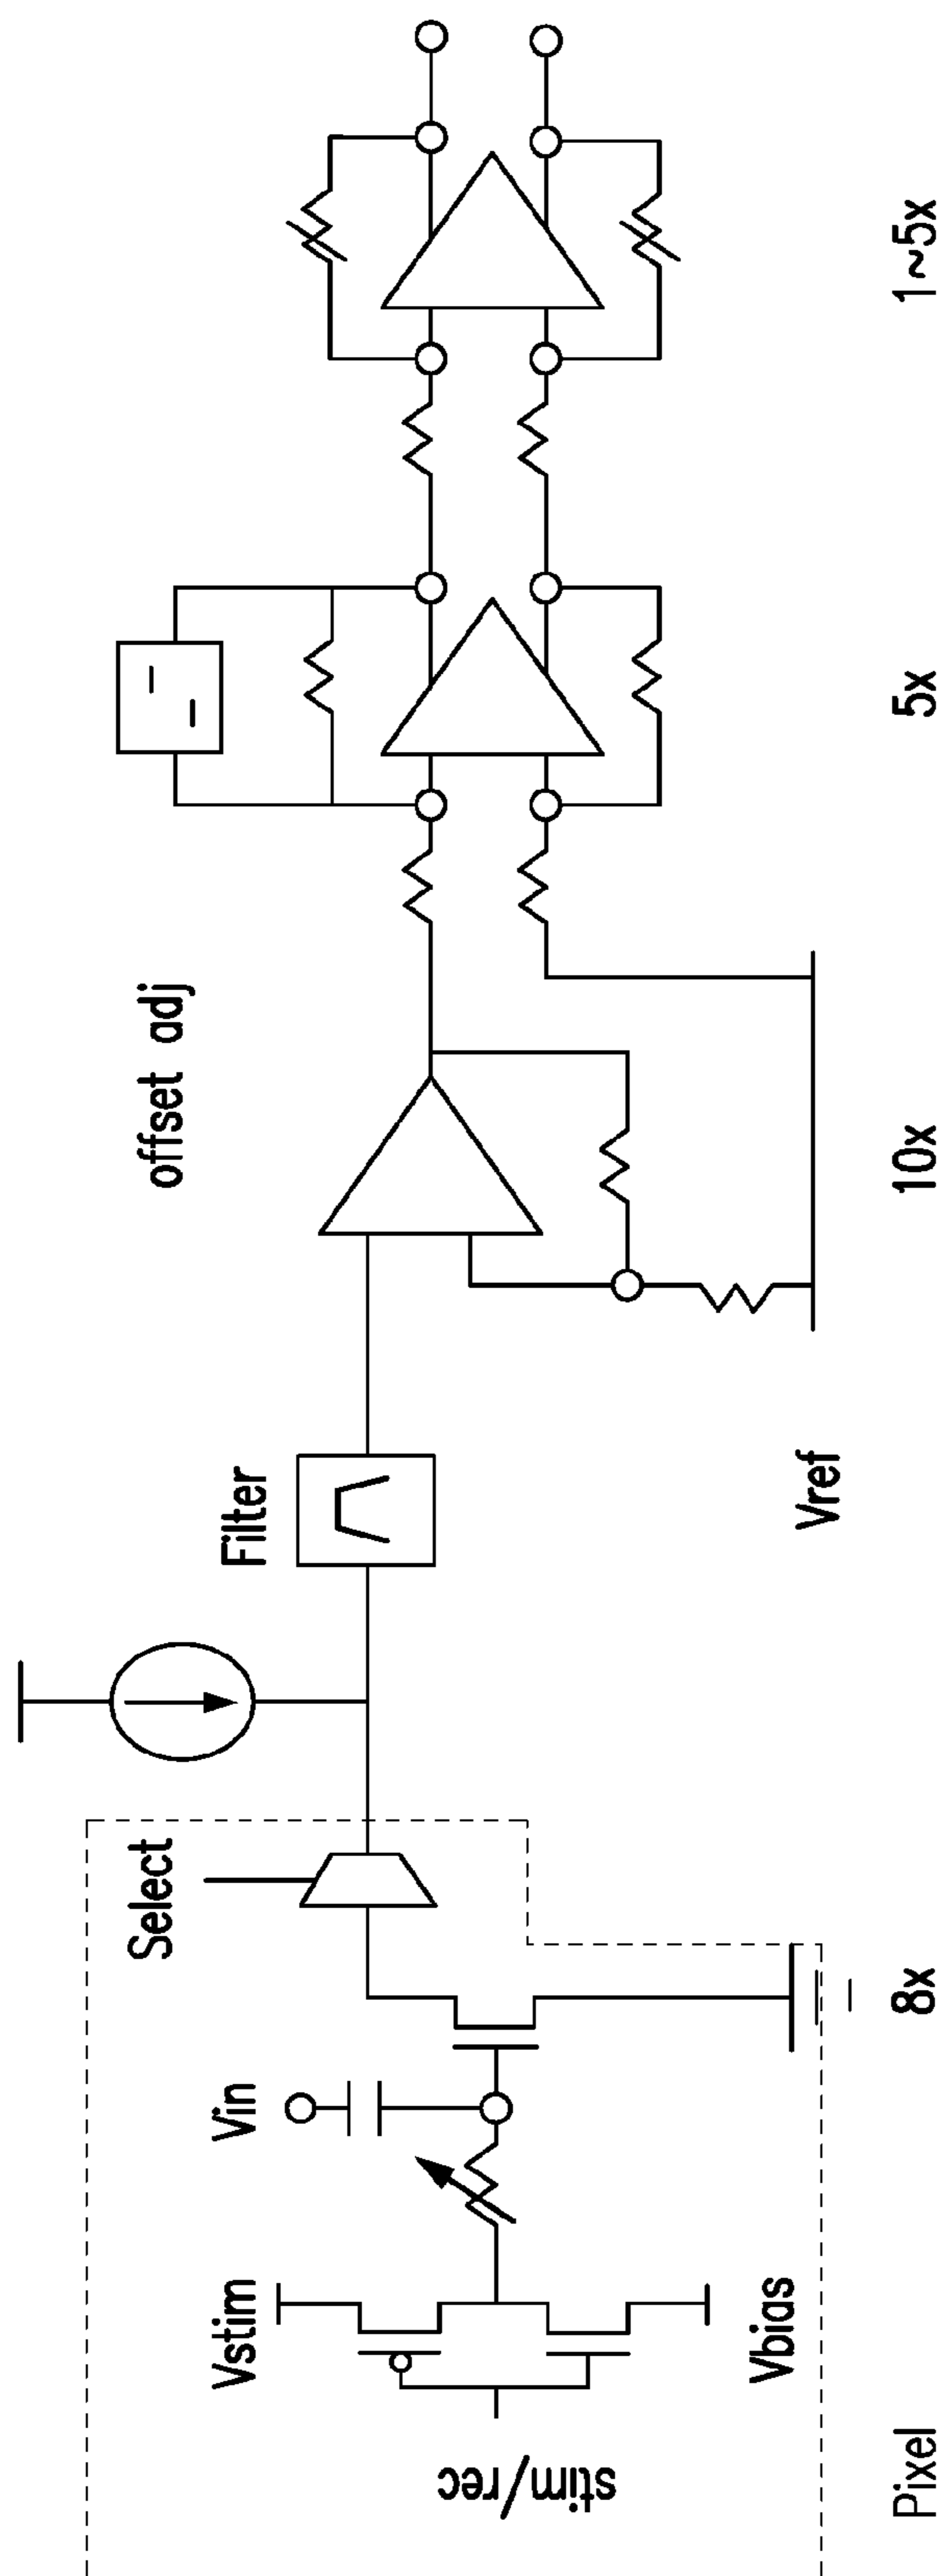 Pixel
stim/rec
Vstim
Vbias
Vin
Select
Filter
Vref
offset adj
8x
10x
5x
1~5x